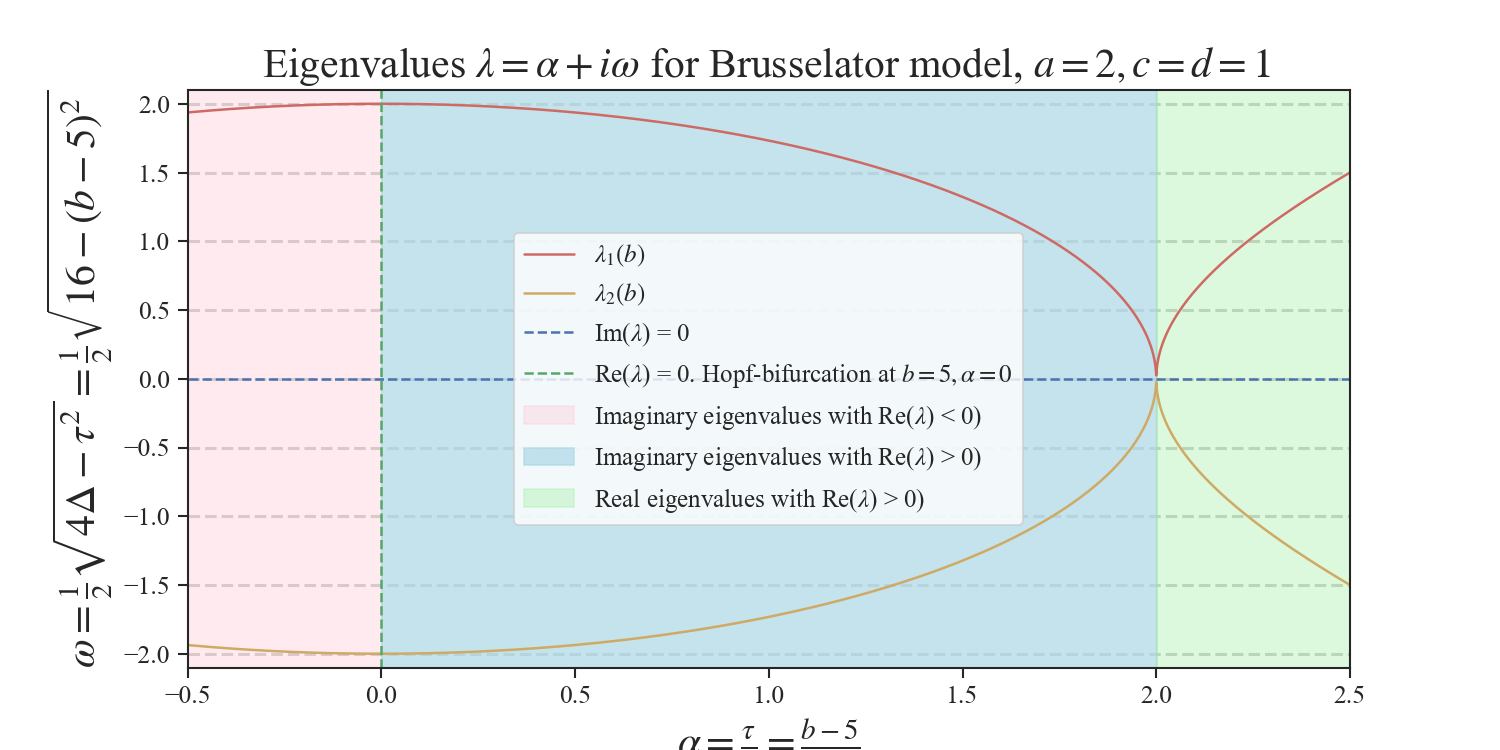 Eigenvalues λ = α + iω for Brusselator model, a = 2, c = d = 1
ω = 1/2 √(4Δ − τ²) = 1/2 √(16 − (b − 5)²)
2.0
1.5
1.0
0.5
0.0
−0.5
−1.0
−1.5
−2.0
λ₁(b)
λ₂(b)
Im(λ) = 0
Re(λ) = 0. Hopf-bifurcation at b = 5, α = 0
Imaginary eigenvalues with Re(λ) < 0)
Imaginary eigenvalues with Re(λ) > 0)
Real eigenvalues with Re(λ) > 0)
−0.5 0.0 0.5 1.0 1.5 2.0 2.5
α = τ = b − 5